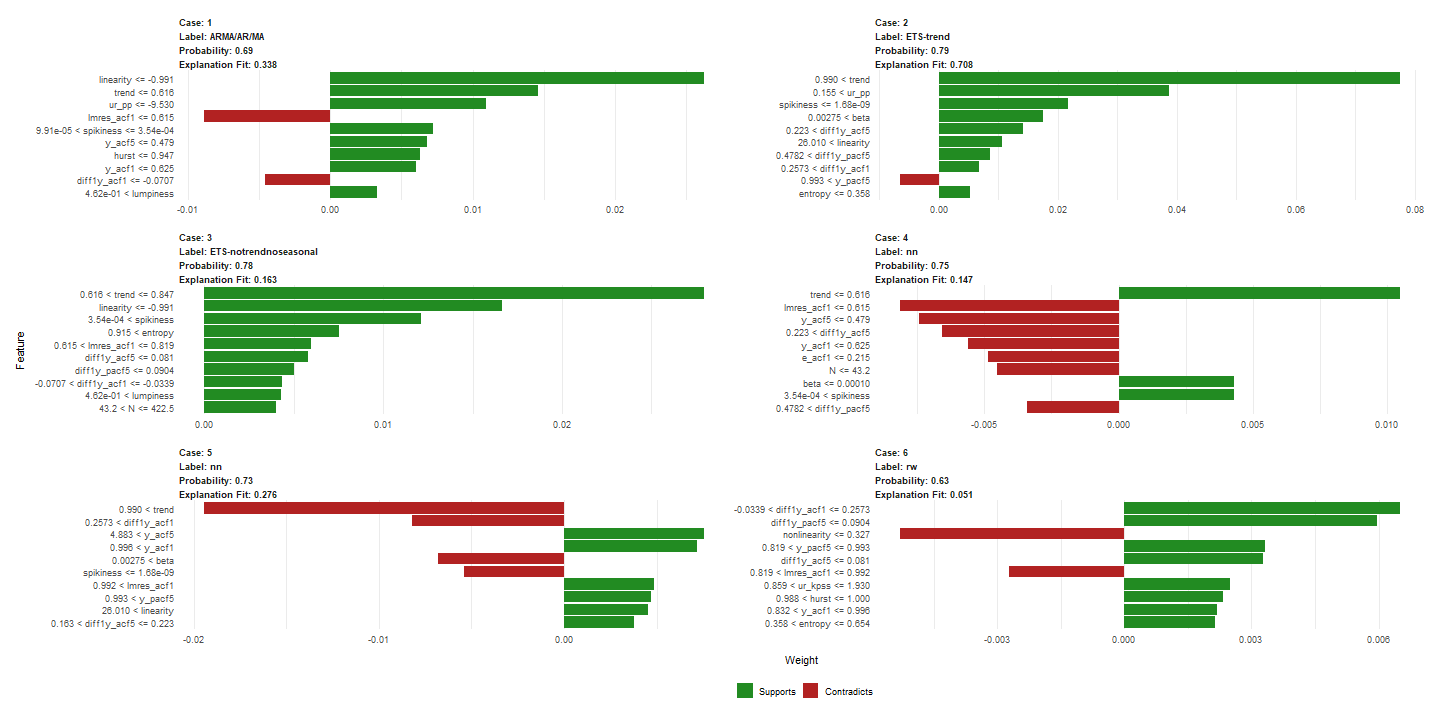 Case: 1
Label: ARMA/AR/MA
Probability: 0.69
Explanation Fit: 0.338
linearity <= -0.991
trend <= 0.616
ur_pp <= -9.530
lmres_acf1 <= 0.615
9.91e-05 < spikiness <= 3.54e-04
y_acf5 <= 0.479
hurst <= 0.947
y_acf1 <= 0.625
diff1y_acf1 <= -0.0707
4.62e-01 < lumpiness
-0.01
0.00
0.01
0.02
Case: 2
Label: ETS-trend
Probability: 0.79
Explanation Fit: 0.708
0.990 < trend
0.155 < ur_pp
spikiness <= 1.68e-09
0.00275 < beta
0.223 < diff1y_acf5
26.010 < linearity
0.4782 < diff1y_pacf5
0.2573 < diff1y_acf1
0.993 < y_pacf5
entropy <= 0.358
0.00
0.02
0.04
0.06
0.08
Case: 3
Label: ETS-notrendnoseasonal
Probability: 0.78
Explanation Fit: 0.163
0.616 < trend <= 0.847
linearity <= -0.991
3.54e-04 < spikiness
0.915 < entropy
0.615 < lmres_acf1 <= 0.819
diff1y_acf5 <= 0.081
diff1y_pacf5 <= 0.0904
-0.0707 < diff1y_acf1 <= -0.0339
4.62e-01 < lumpiness
43.2 < N <= 422.5
0.00
0.01
0.02
Case: 4
Label: nn
Probability: 0.75
Explanation Fit: 0.147
trend <= 0.616
lmres_acf1 <= 0.615
y_acf5 <= 0.479
0.223 < diff1y_acf5
y_acf1 <= 0.625
e_acf1 <= 0.215
N <= 43.2
beta <= 0.00010
3.54e-04 < spikiness
0.4782 < diff1y_pacf5
-0.005
0.000
0.005
0.010
Feature
Case: 5
Label: nn
Probability: 0.73
Explanation Fit: 0.276
0.990 < trend
0.2573 < diff1y_acf1
4.883 < y_acf5
0.996 < y_acf1
0.00275 < beta
spikiness <= 1.68e-09
0.992 < lmres_acf1
0.993 < y_pacf5
26.010 < linearity
0.163 < diff1y_acf5 <= 0.223
-0.02
-0.01
0.00
Case: 6
Label: rw
Probability: 0.63
Explanation Fit: 0.051
-0.0339 < diff1y_acf1 <= 0.2573
diff1y_pacf5 <= 0.0904
nonlinearity <= 0.327
0.819 < y_pacf5 <= 0.993
diff1y_acf5 <= 0.081
0.819 < lmres_acf1 <= 0.992
0.859 < ur_kpss <= 1.930
0.988 < hurst <= 1.000
0.832 < y_acf1 <= 0.996
0.358 < entropy <= 0.654
-0.003
0.000
0.003
0.006
Weight
Supports
Contradicts